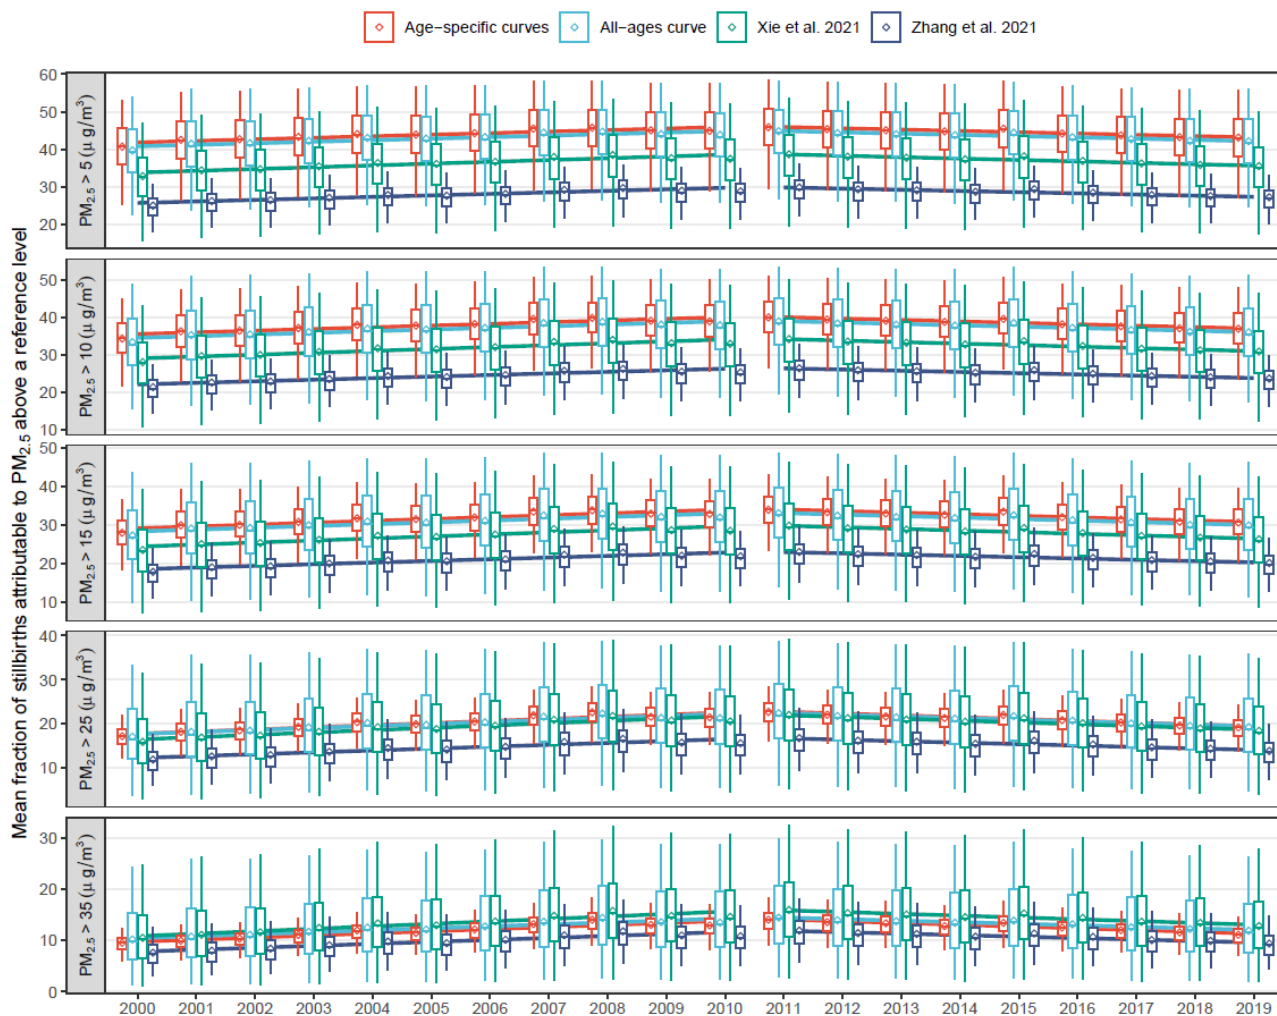 Age-specific curves All-ages curve Xie et al. 2021 Zhang et al. 2021
Mean fraction of stillbirths attributable to PM2.5 above a reference level
PM2.5 > 5 (μ g/m³)
60
50
40
30
20
PM2.5 > 10 (μ g/m³)
50
40
30
20
10
PM2.5 > 15 (μ g/m³)
50
40
30
20
10
PM2.5 > 25 (μ g/m³)
40
30
20
10
PM2.5 > 35 (μ g/m³)
30
20
10
0
2000 2001 2002 2003 2004 2005 2006 2007 2008 2009 2010 2011 2012 2013 2014 2015 2016 2017 2018 2019